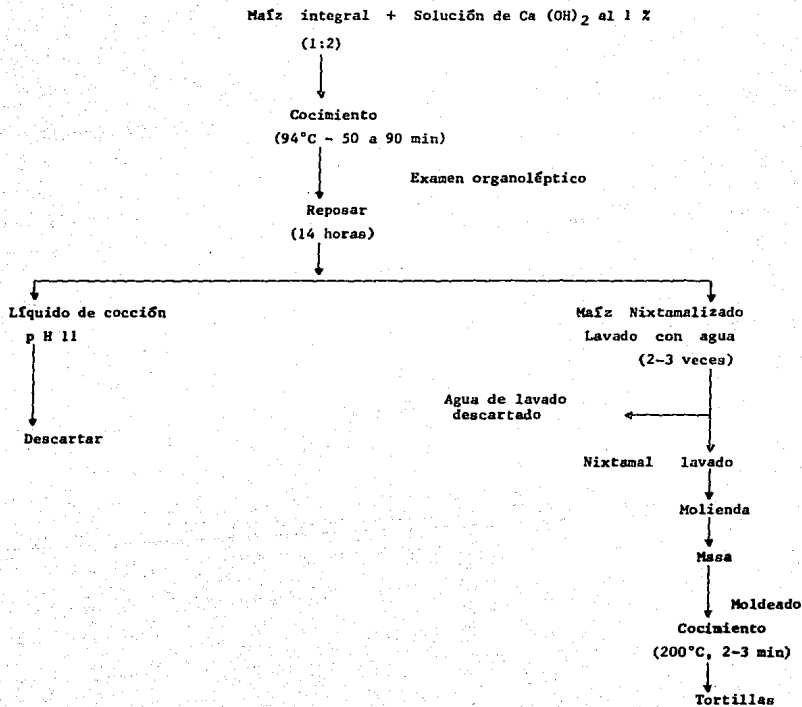 Maíz integral + Solución de Ca (OH)2 al 1 %
(1:2)
Cocimiento
(94°C - 50 a 90 min)
Examen organoléptico
Reposar
(14 horas)
Líquido de cocción
p H 11
Descartar
Maíz Nixtamalizado
Lavado con agua
(2-3 veces)
Agua de lavado
descartado
Nixtamal lavado
Molienda
Masa
Moldeado
Cocimiento
(200°C, 2-3 min)
Tortillas